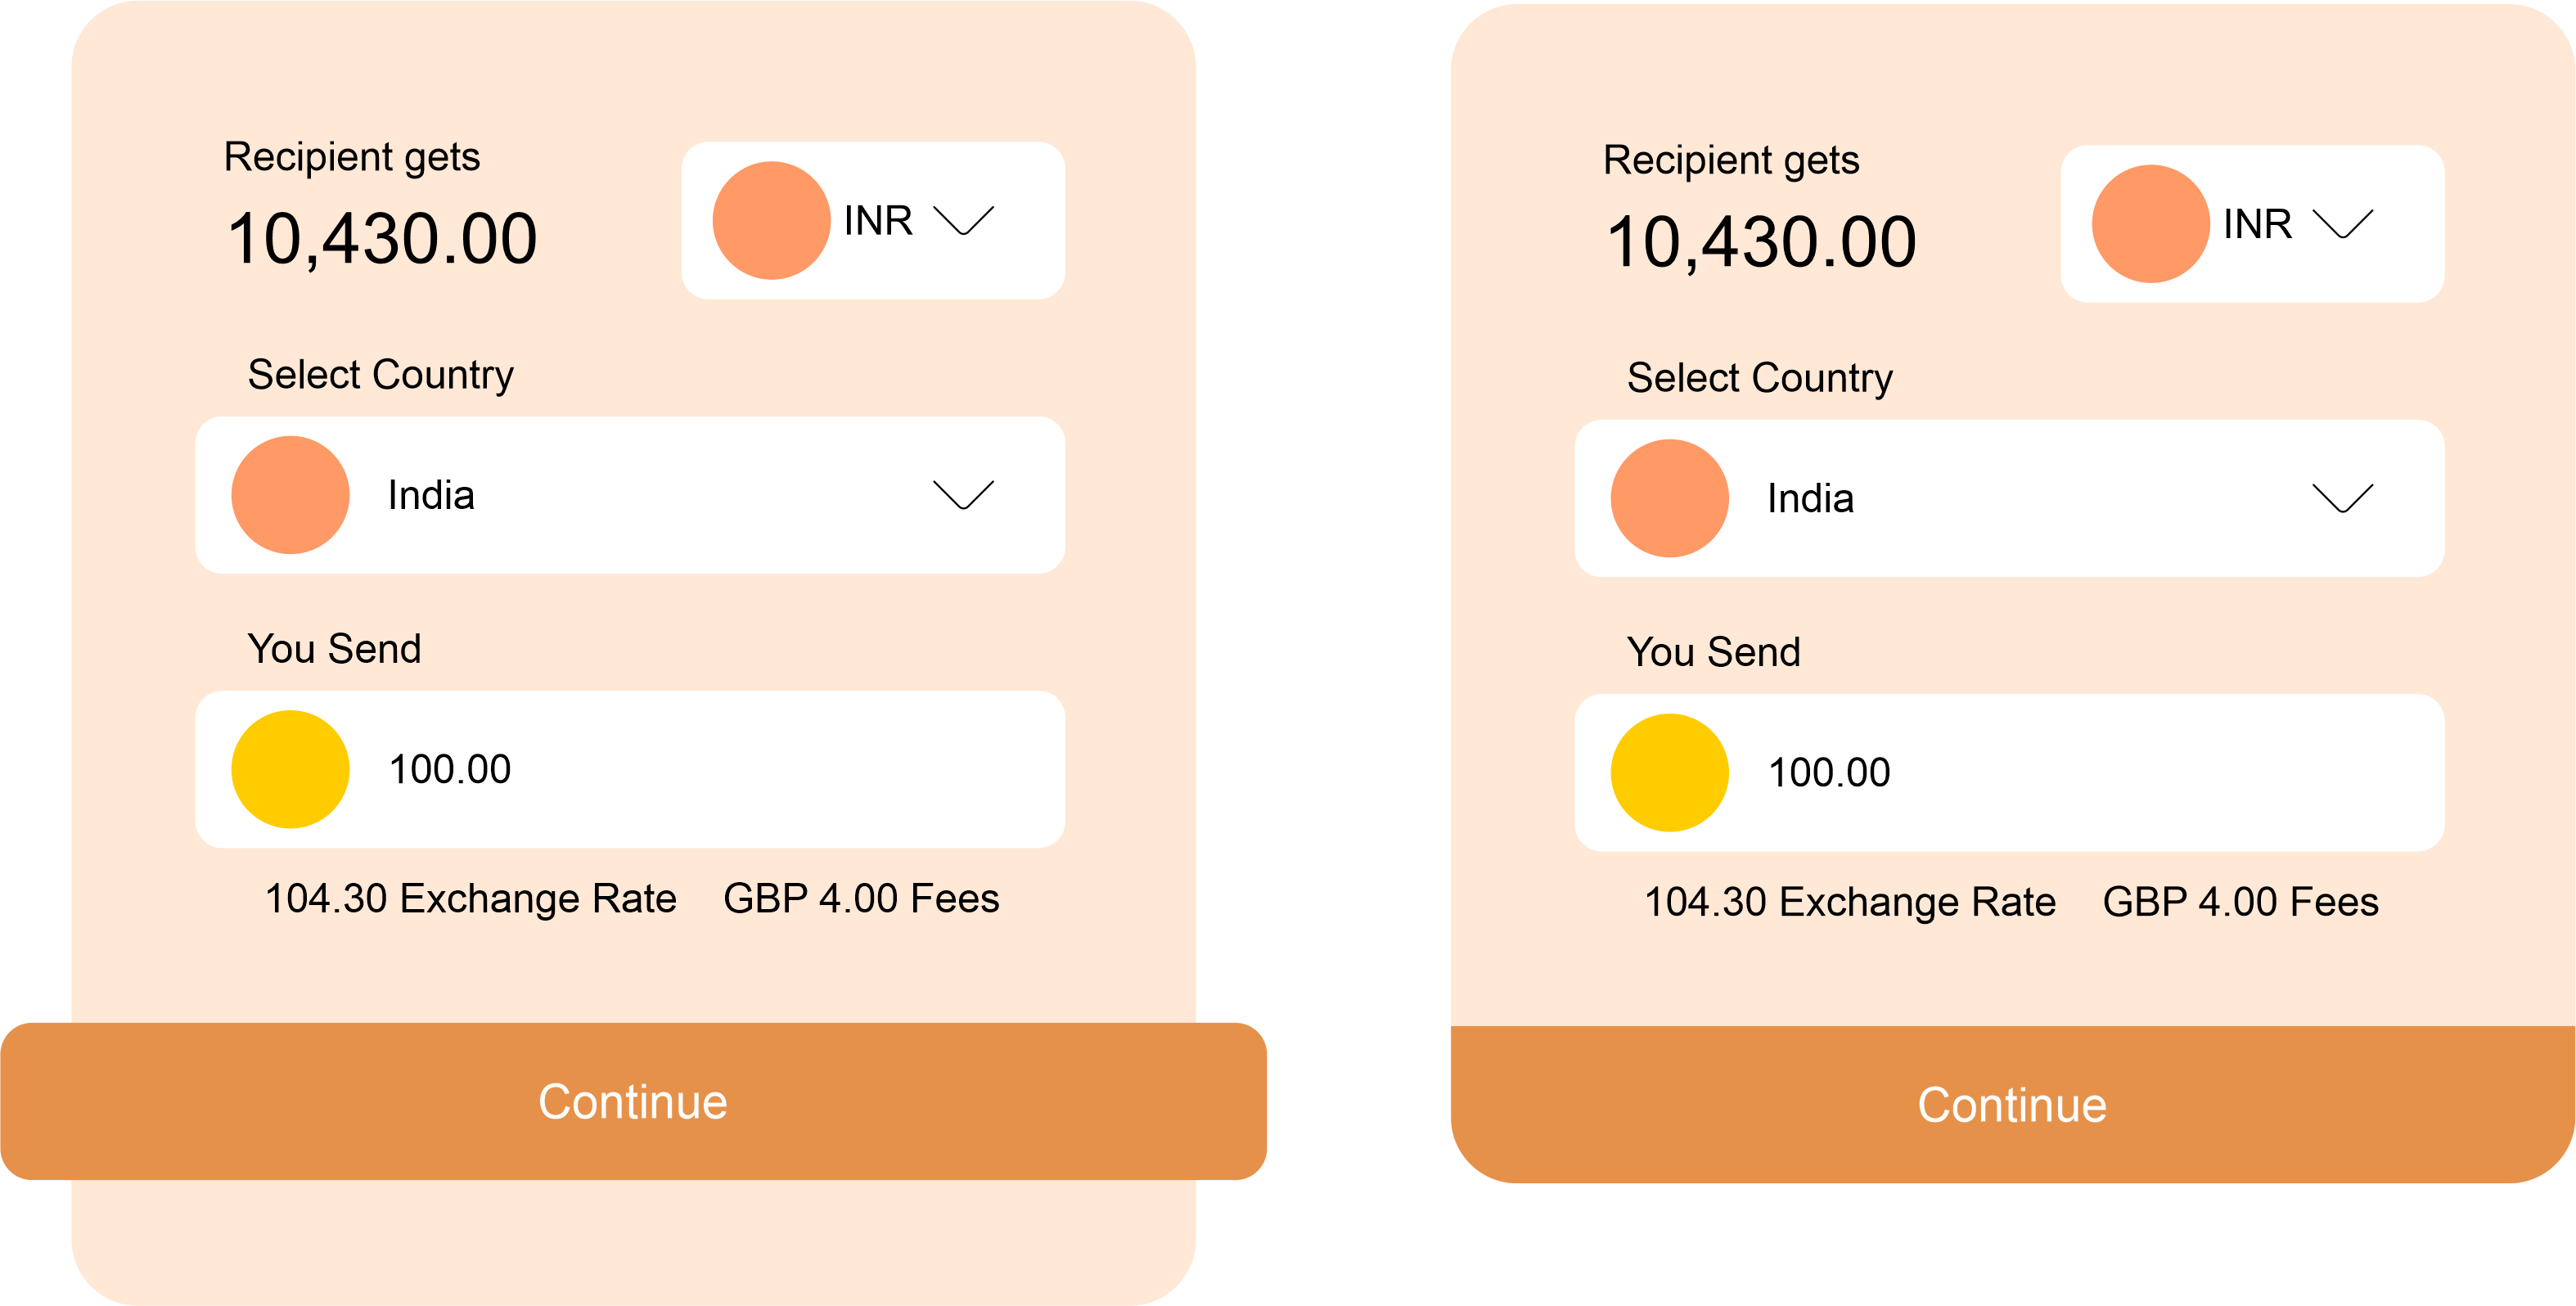 Recipient gets
10,430.00
INR
Select Country
India
You Send
100.00
104.30 Exchange Rate
GBP 4.00 Fees
Continue
Recipient gets
10,430.00
INR
Select Country
India
You Send
100.00
104.30 Exchange Rate
GBP 4.00 Fees
Continue